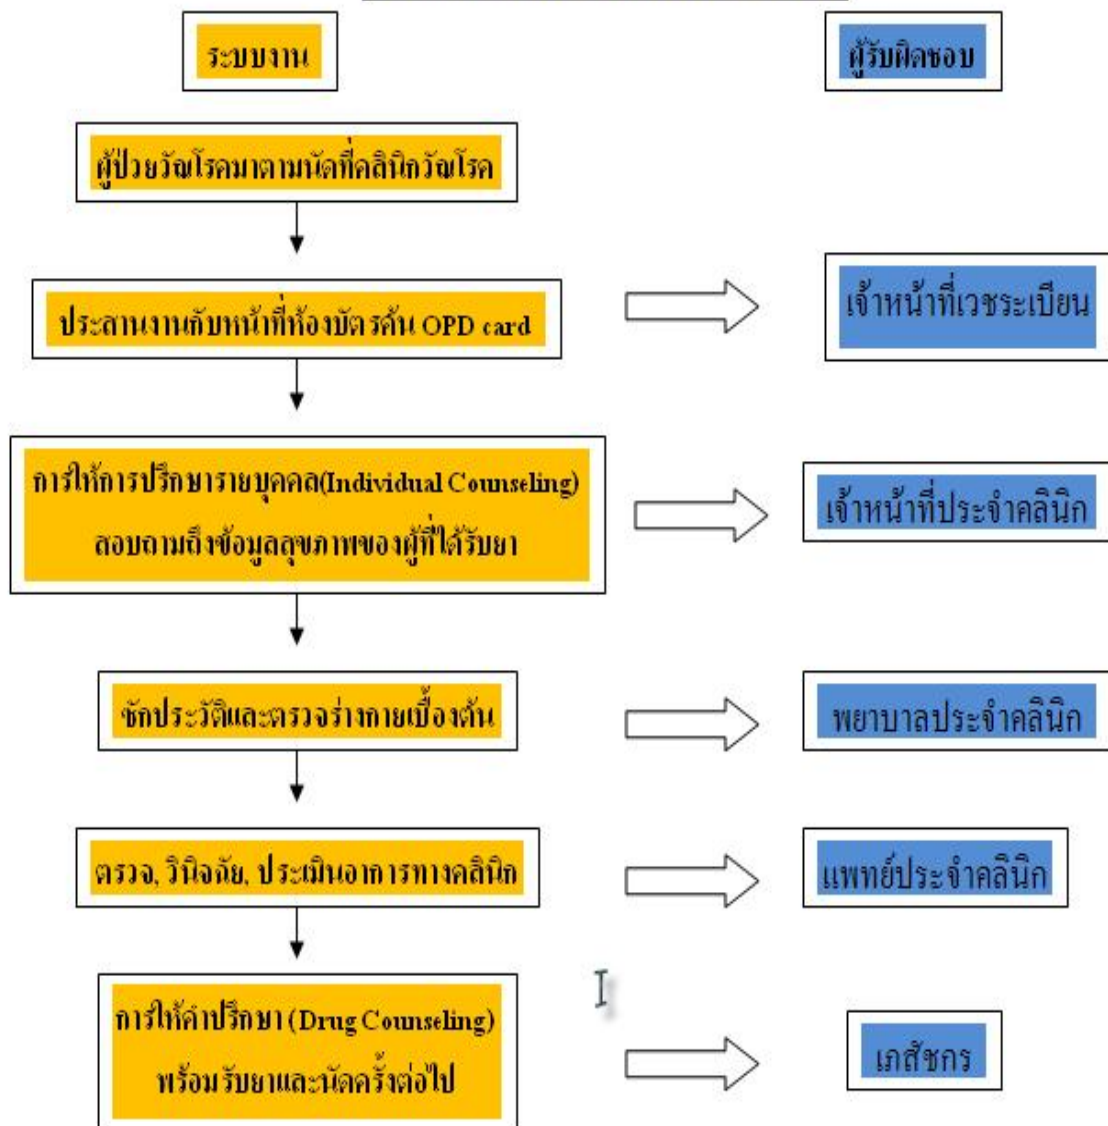 ระบบงาน
ผู้รับผิดชอบ
ผู้ป่วยวัณโรคมาตามนัดที่คลินิกวัณโรค
ประสานงานกับหน้าที่ห้องบัตรค้น OPD card
เจ้าหน้าที่เวชระเบียน
การให้การปรึกษารายบุคคล(Individual Counseling)
สอบถามถึงข้อมูลสุขภาพของผู้ที่ได้รับยา
เจ้าหน้าที่ประจำคลินิก
ซักประวัติและตรวจร่างกายเบื้องต้น
พยาบาลประจำคลินิก
ตรวจ, วินิจฉัย, ประเมินอาการทางคลินิก
แพทย์ประจำคลินิก
การให้คำปรึกษา (Drug Counseling)
พร้อมรับยาและนัดครั้งต่อไป
เภสัชกร